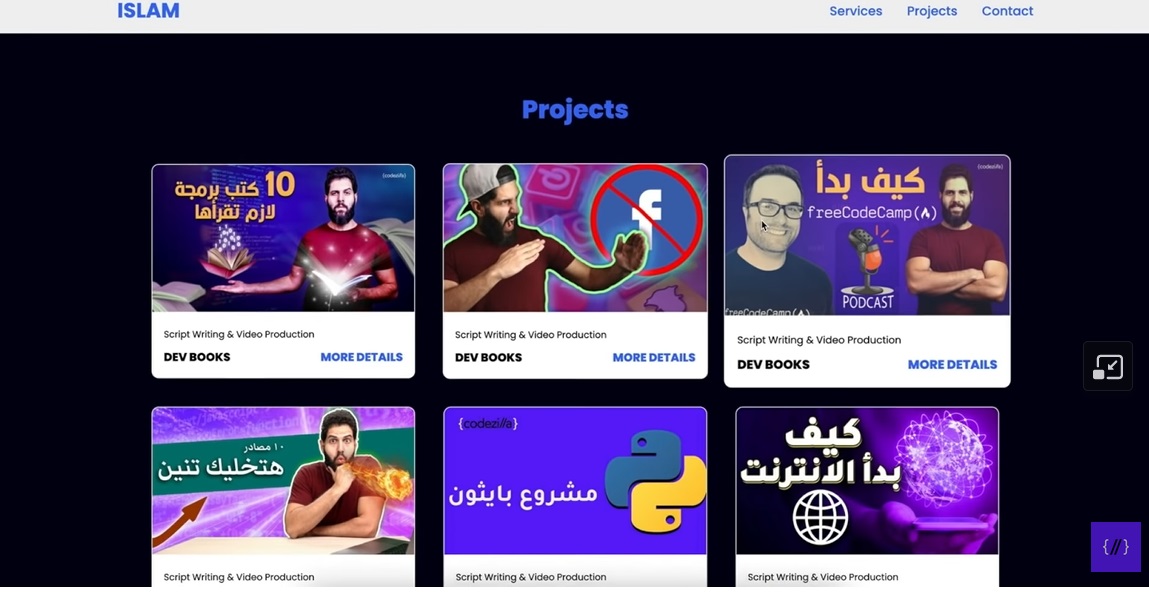 ISLAM
Services
Projects
Contact
Projects
10 كتب برمجة
لازم تقرأها
{codezilla}
Script Writing & Video Production
DEV BOOKS
MORE DETAILS
f
Script Writing & Video Production
DEV BOOKS
MORE DETAILS
كيف بدأ
freeCodeCamp(🔥)
{codezilla}
PODCAST
freeCodeCamp(🔥)
Script Writing & Video Production
DEV BOOKS
MORE DETAILS
١٠ مصادر
هتخليك تنين
Script Writing & Video Production
{codezilla}
مشروع بايثون
Script Writing & Video Production
كيف
بدأ الانترنت
Script Writing & Video Production
{//}